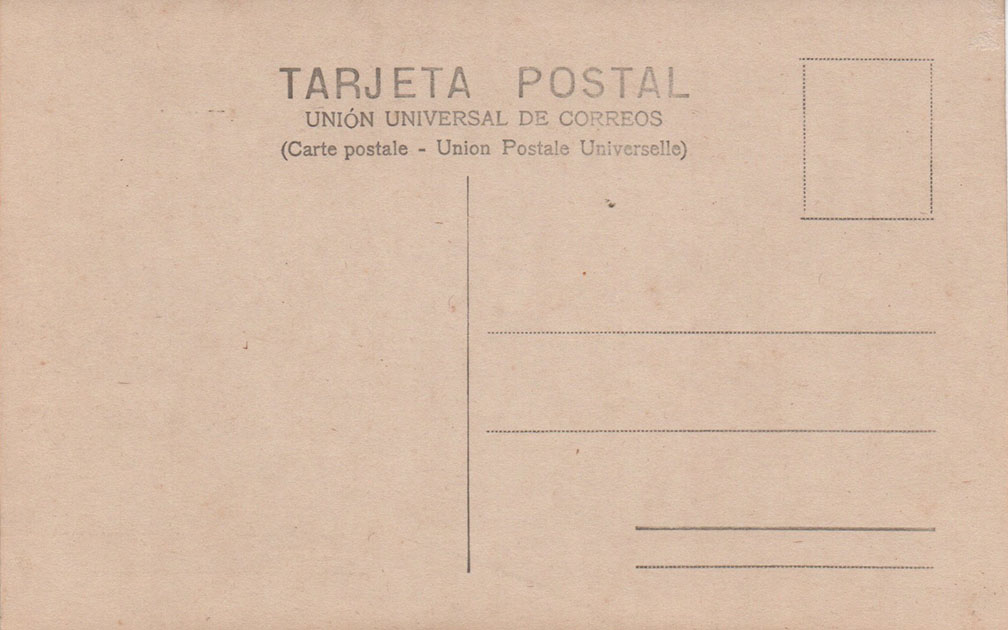 TARJETA POSTAL
UNIÓN UNIVERSAL DE CORREOS
(Carte postale - Union Postale Universelle)